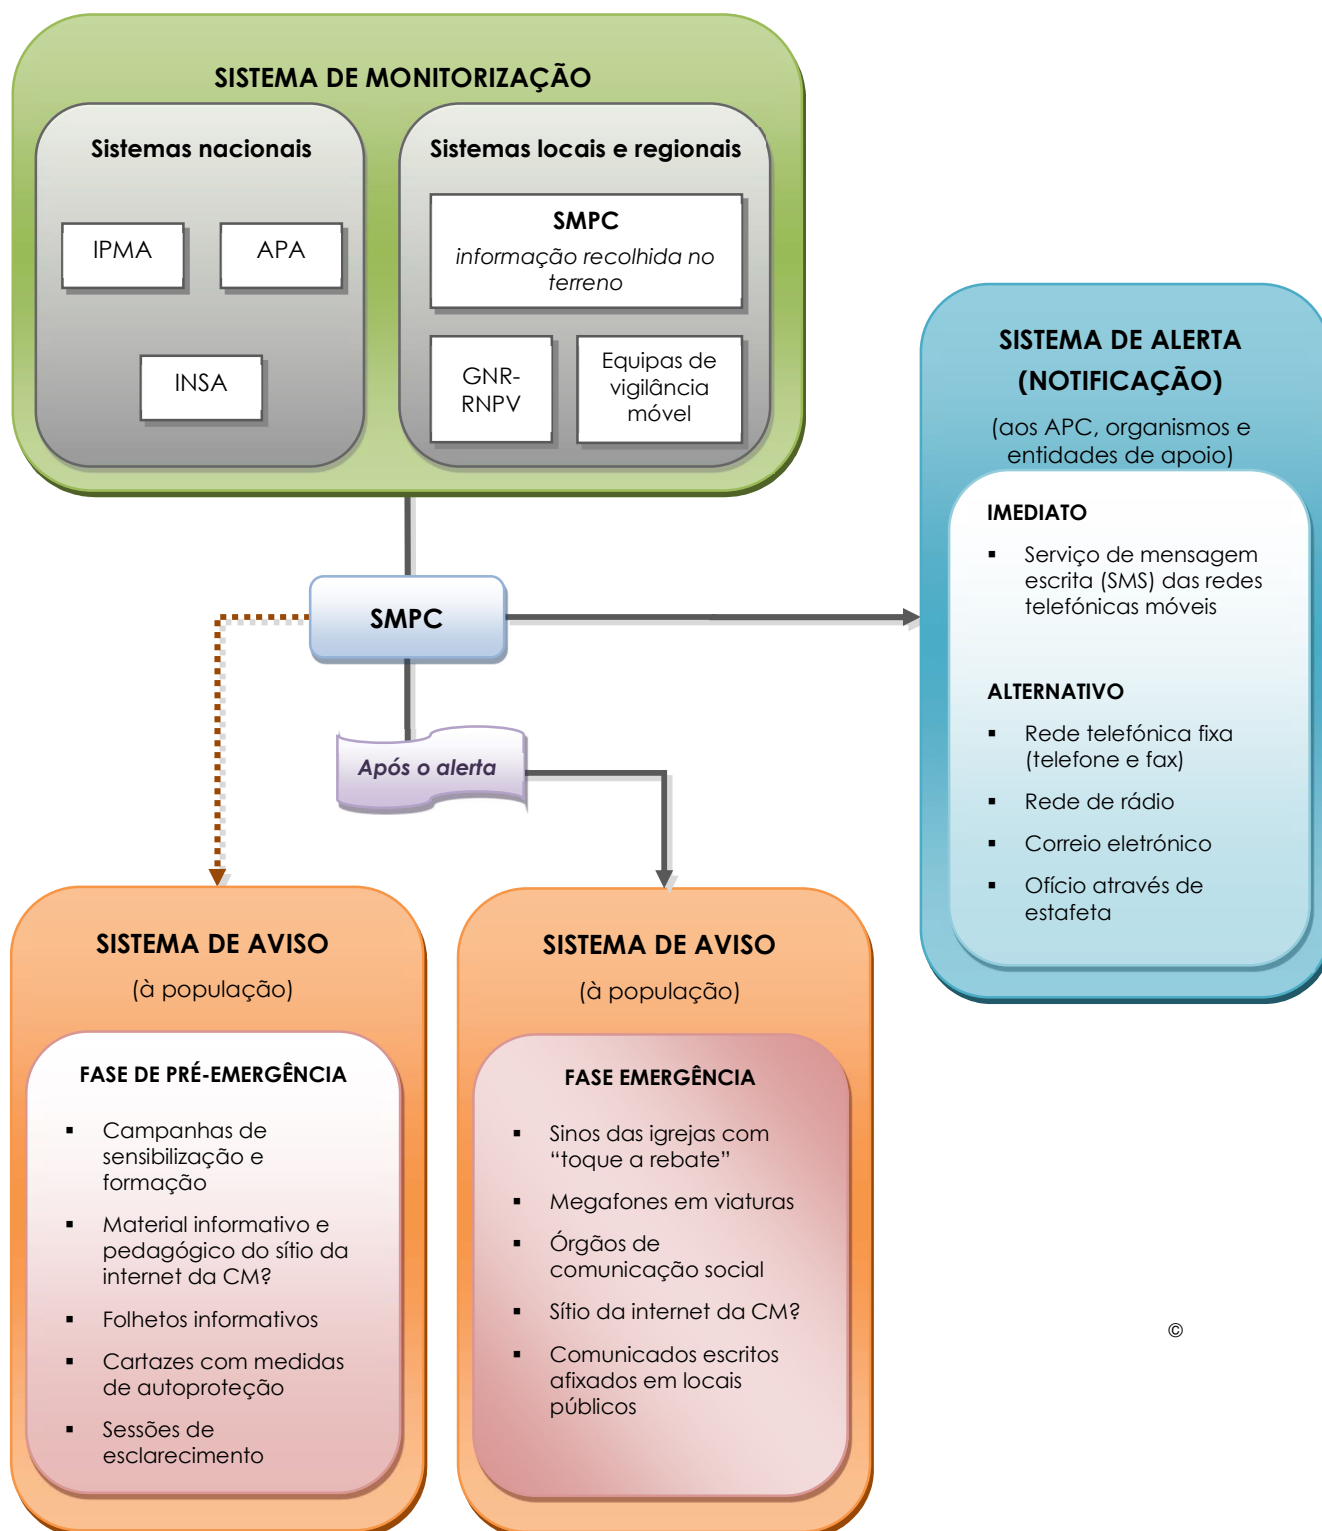 SISTEMA DE MONITORIZAÇÃO
Sistemas nacionais
IPMA
APA
INSA
Sistemas locais e regionais
SMPC
informação recolhida no
terreno
GNR-
RNPV
Equipas de
vigilância
móvel
SISTEMA DE ALERTA
(NOTIFICAÇÃO)
(aos APC, organismos e
entidades de apoio)
IMEDIATO
▪ Serviço de mensagem
escrita (SMS) das redes
telefónicas móveis
ALTERNATIVO
▪ Rede telefónica fixa
(telefone e fax)
▪ Rede de rádio
▪ Correio eletrónico
▪ Ofício através de
estafeta
SMPC
Após o alerta
SISTEMA DE AVISO
(à população)
FASE DE PRÉ-EMERGÊNCIA
▪ Campanhas de
sensibilização e
formação
▪ Material informativo e
pedagógico do sítio da
internet da CM?
▪ Folhetos informativos
▪ Cartazes com medidas
de autoproteção
▪ Sessões de
esclarecimento
SISTEMA DE AVISO
(à população)
FASE EMERGÊNCIA
▪ Sinos das igrejas com
“toque a rebate”
▪ Megafones em viaturas
▪ Órgãos de
comunicação social
▪ Sítio da internet da CM?
▪ Comunicados escritos
afixados em locais
públicos
©